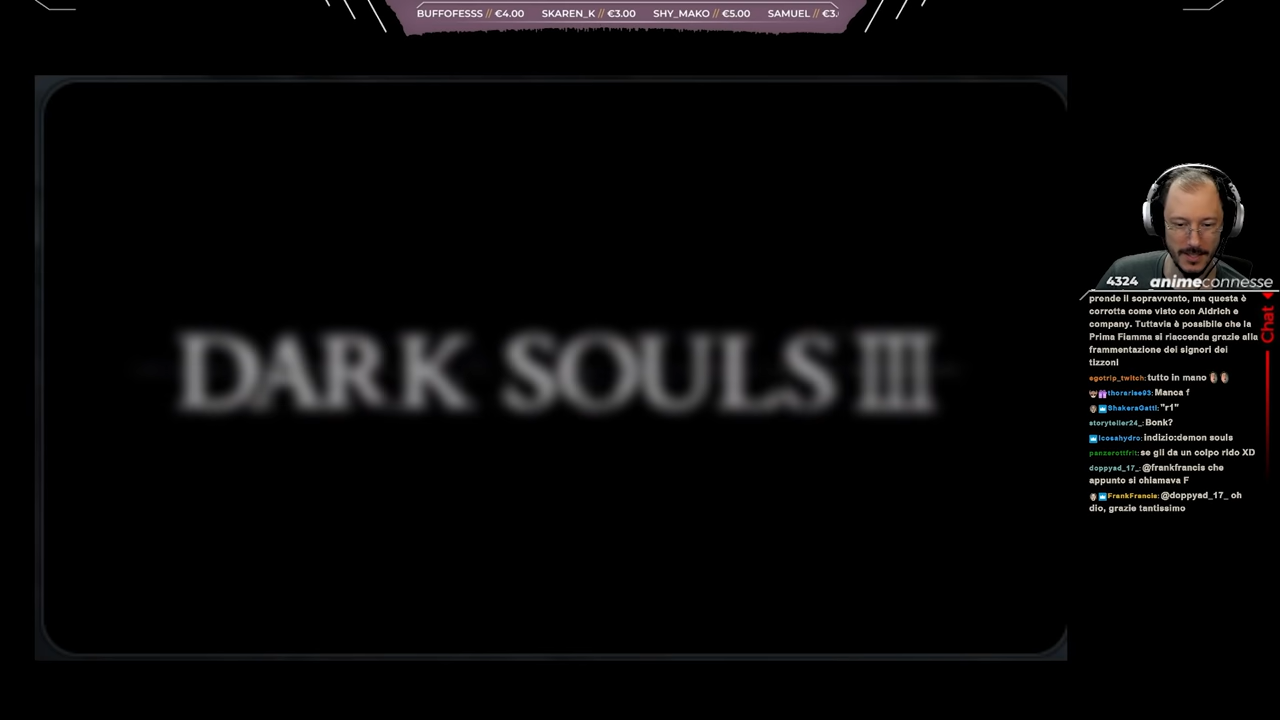 BUFFOFESSS // €4.00 SKAREN_K // €3.00 SHY_MAKO // €5.00 SAMUEL // €3.
DARK SOULS III
4324 animeconnesse
Chat
prende il sopravvento, ma questa è
corrotta come visto con Aldrich e
company. Tuttavia è possibile che la
Prima Fiamma si riaccenda grazie alla
frammentazione dei signori dei
tizzoni
egotrip_twitch: tutto in mano
thorarise93: Manca f
ShakeraGatti: "r1"
storyteller24_: Bonk?
Icosahydro: indizio:demon souls
panzerottfrit: se gli da un colpo rido XD
doppyad_17_: @frankfrancis che
appunto si chiamava F
FrankFrancis: @doppyad_17_ oh
dio, grazie tantissimo